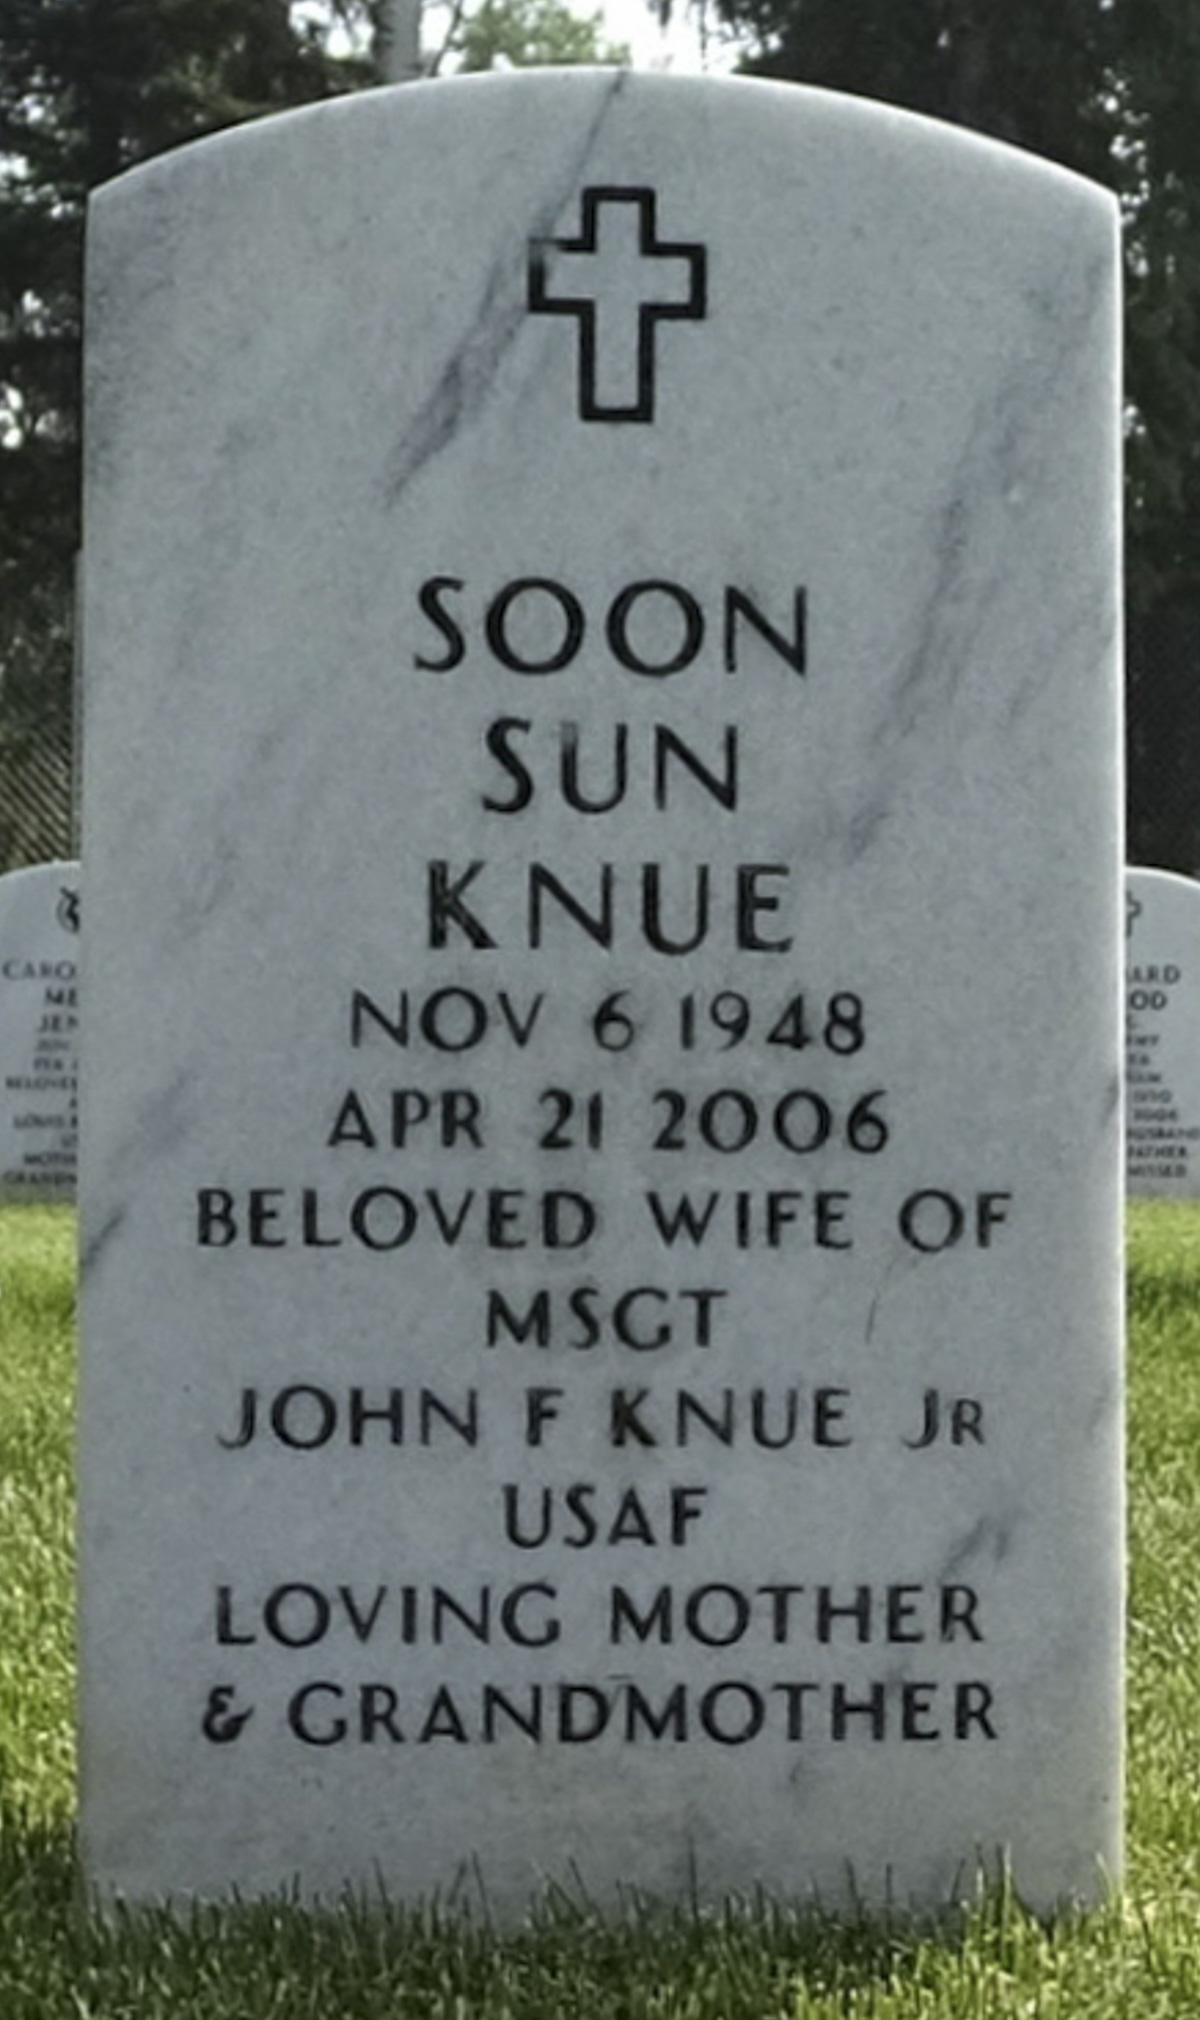 SOON
SUN
KNUE
NOV 6 1948
APR 21 2006
BELOVED WIFE OF
MSGT
JOHN F KNUE JR
USAF
LOVING MOTHER
& GRANDMOTHER